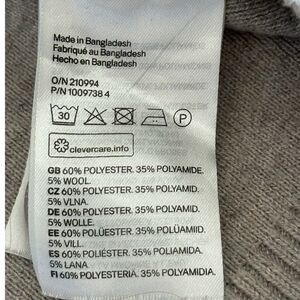 Made in Bangladesh
Fabriqué au Bangladesh
Hecho en Bangladesh
O/N 210994
P/N 1009738 4
30
P
clevercare.info
GB 60% POLYESTER. 35% POLYAMIDE.
5% WOOL.
CZ 60% POLYESTER. 35% POLYAMID.
5% VLNA.
DE 60% POLYESTER. 35% POLYAMID.
5% WOLLE.
EE 60% POLÜESTER. 35% POLÜAMIID.
5% VILL.
ES 60% POLIÉSTER. 35% POLIAMIDA.
5% LANA.
FI 60% POLYESTERIA. 35% POLYAMIDIA.